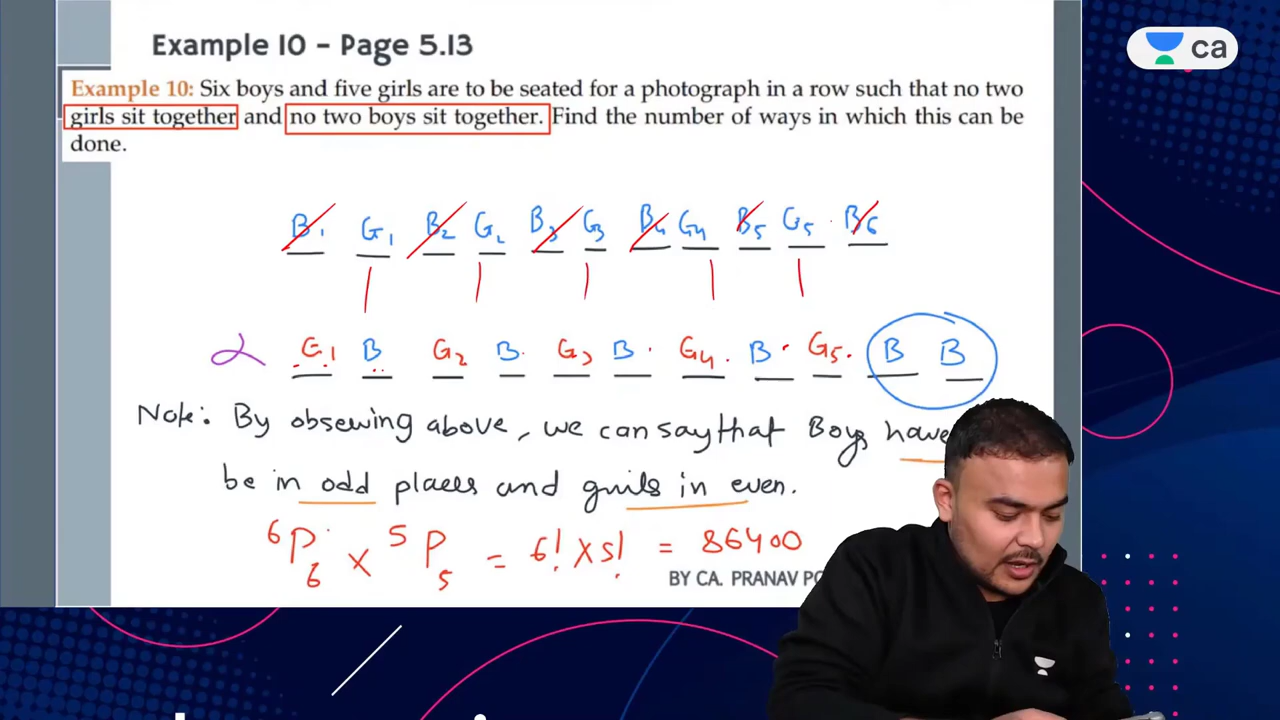 Example 10 - Page 5.13
ca
Example 10: Six boys and five girls are to be seated for a photograph in a row such that no two
girls sit together and no two boys sit together. Find the number of ways in which this can be
done.
B1 G1 B2 G2 B3 G3 B4 G4 B5 G5 B6
G1 B G2 B G3 B G4 B G5 B B
Note: By observing above, we can say that Boys have
be in odd places and girls in even.
6P6 × 5P5 = 6! × 5! = 86400
BY CA. PRANAV